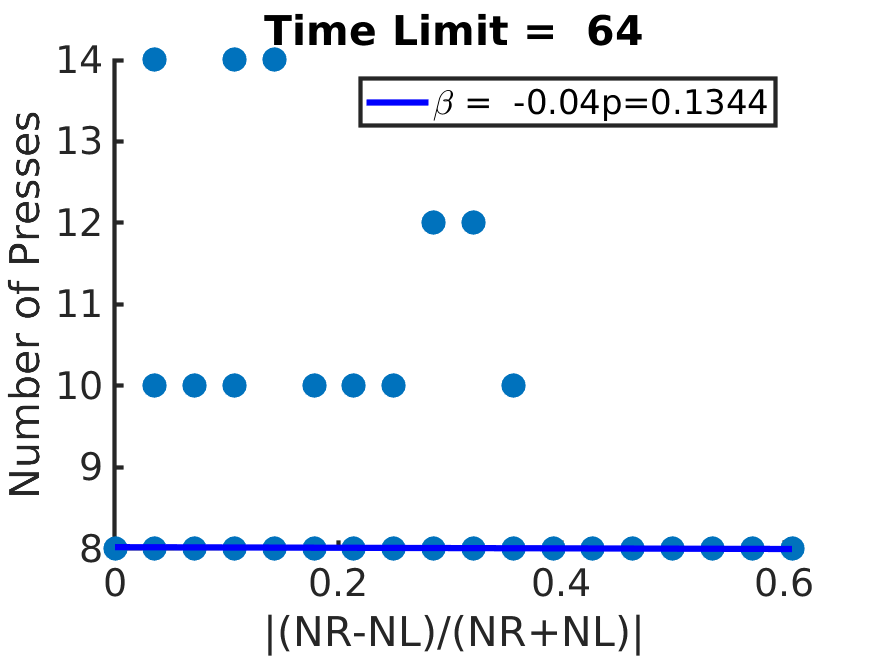 Time Limit =  64
β =  -0.04p=0.1344
Number of Presses
14
13
12
11
10
9
8
0 0.2 0.4 0.6
|(NR-NL)/(NR+NL)|